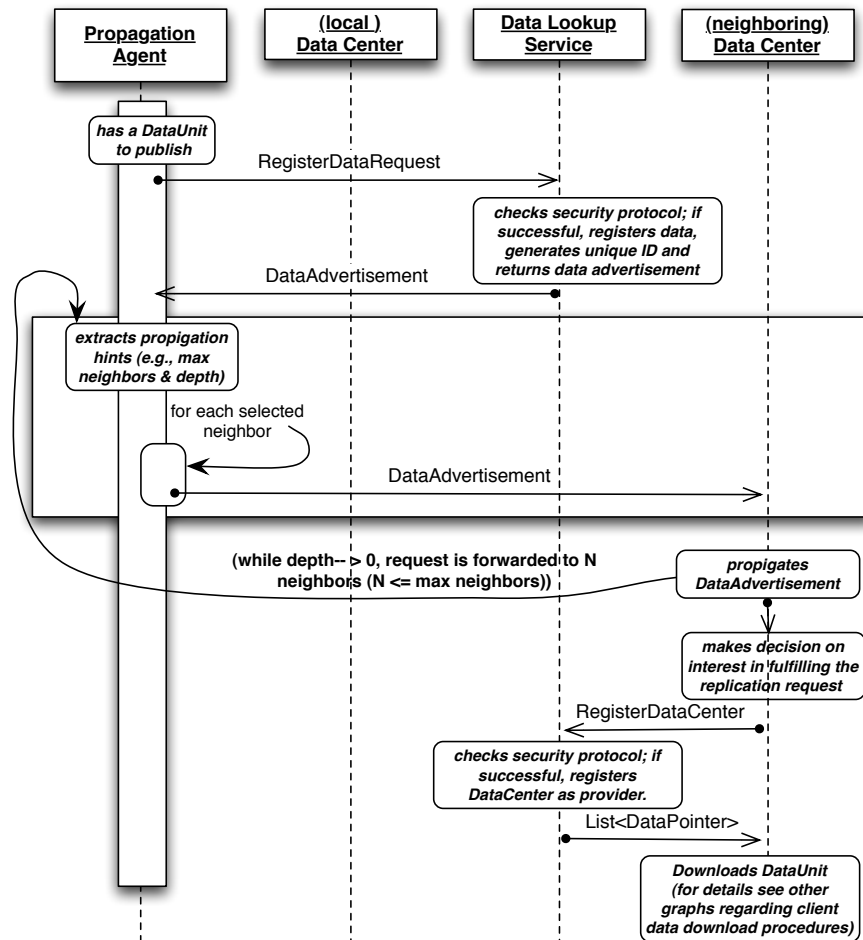 Propagation
Agent
(local )
Data Center
Data Lookup
Service
(neighboring)
Data Center
has a DataUnit
to publish
RegisterDataRequest
checks security protocol; if
successful, registers data,
generates unique ID and
returns data advertisement
DataAdvertisement
extracts propigation
hints (e.g., max
neighbors & depth)
for each selected
neighbor
DataAdvertisement
(while depth-- > 0, request is forwarded to N
neighbors (N <= max neighbors))
propigates
DataAdvertisement
makes decision on
interest in fulfilling the
replication request
RegisterDataCenter
checks security protocol; if
successful, registers
DataCenter as provider.
List<DataPointer>
Downloads DataUnit
(for details see other
graphs regarding client
data download procedures)